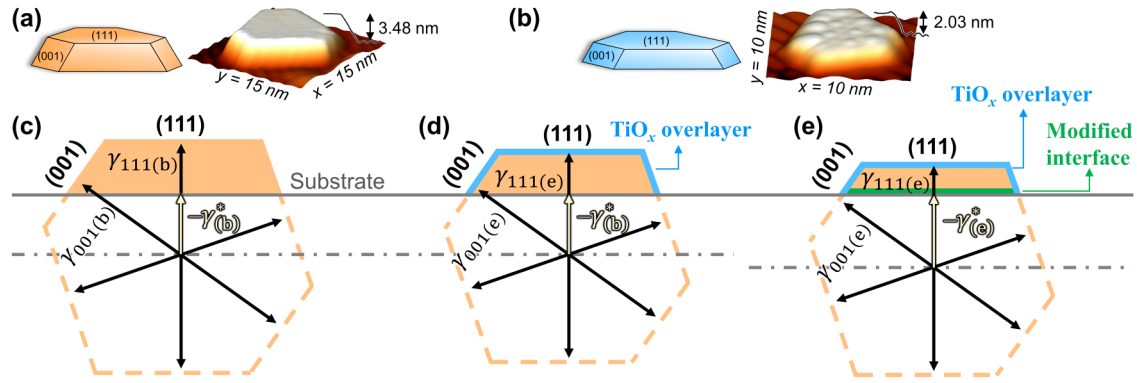 (a)
(111)
(001)
3.48 nm
y = 15 nm
x = 15 nm
(b)
(111)
(001)
2.03 nm
y = 10 nm
x = 10 nm
(c)
(111)
(001)
γ111(b)
Substrate
−γ*(b)
γ001(b)
(d)
(111)
TiOx overlayer
(001)
γ111(e)
−γ*(b)
γ001(e)
(e)
TiOx overlayer
Modified
interface
(111)
(001)
γ111(e)
−γ*(e)
γ001(e)